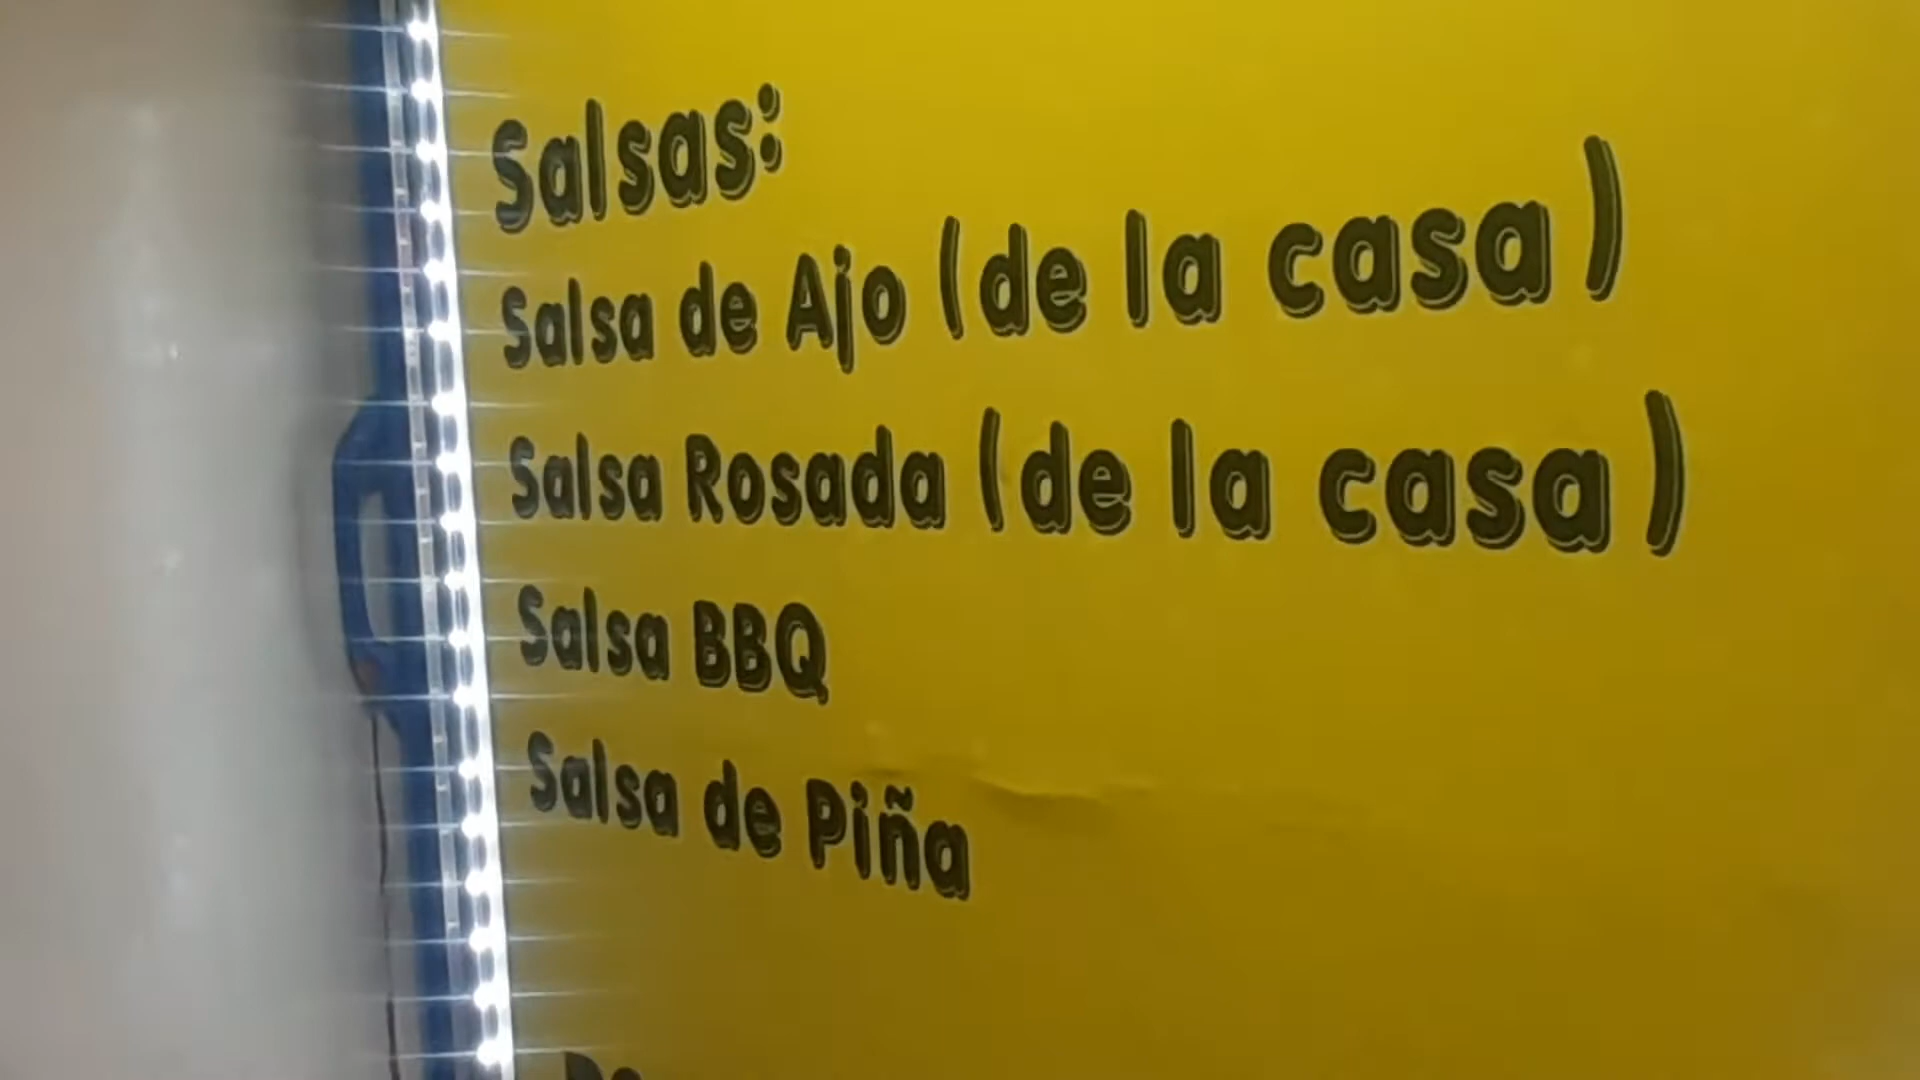 Salsas:
Salsa de Ajo (de la casa)
Salsa Rosada (de la casa)
Salsa BBQ
Salsa de Piña